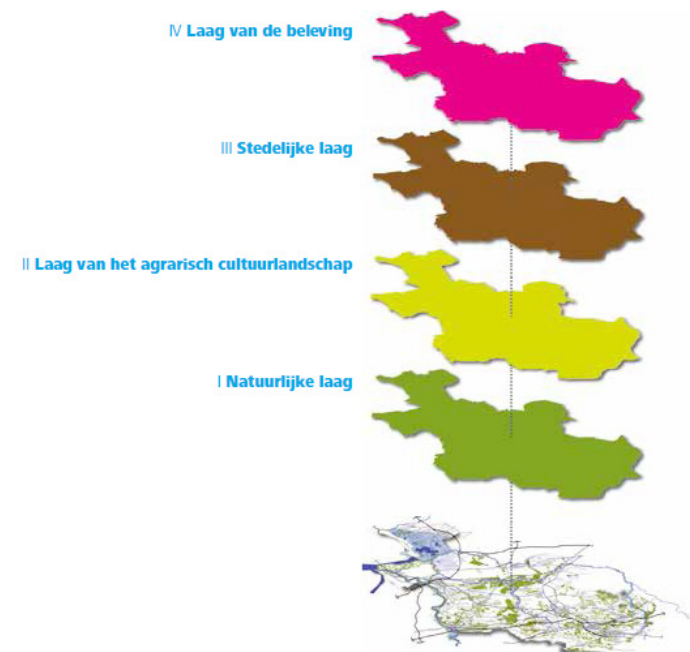 IV Laag van de beleving
III Stedelijke laag
II Laag van het agrarisch cultuurlandschap
I Natuurlijke laag